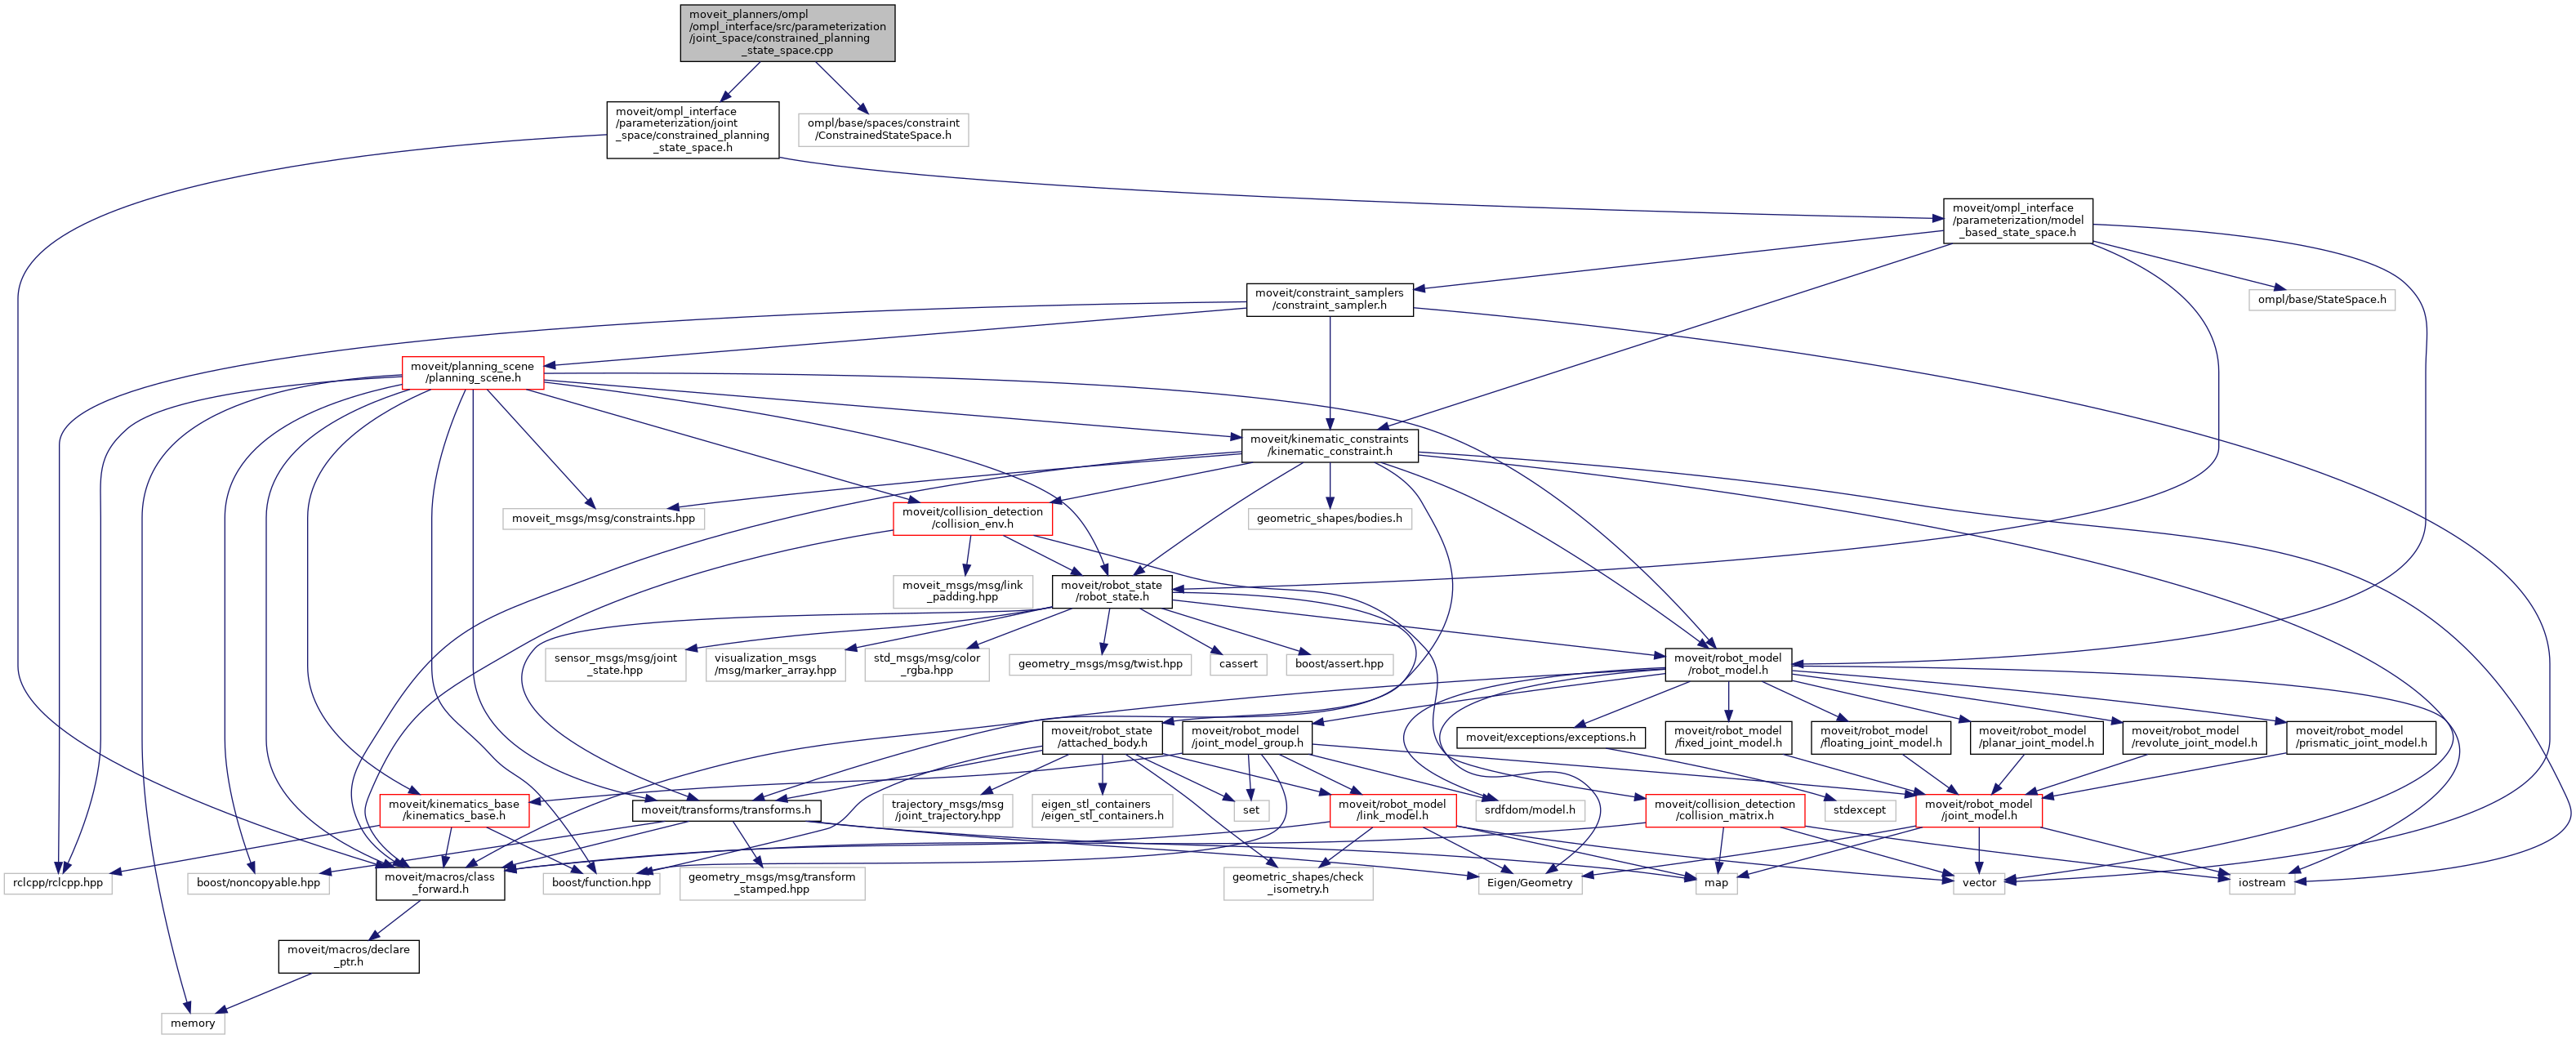 moveit_planners/ompl
/ompl_interface/src/parameterization
/joint_space/constrained_planning
_state_space.cpp
moveit/ompl_interface
/parameterization/joint
_space/constrained_planning
_state_space.h
ompl/base/spaces/constraint
/ConstrainedStateSpace.h
moveit/ompl_interface
/parameterization/model
_based_state_space.h
moveit/constraint_samplers
/constraint_sampler.h
ompl/base/StateSpace.h
moveit/planning_scene
/planning_scene.h
moveit/kinematic_constraints
/kinematic_constraint.h
moveit_msgs/msg/constraints.hpp
moveit/collision_detection
/collision_env.h
geometric_shapes/bodies.h
moveit_msgs/msg/link
_padding.hpp
moveit/robot_state
/robot_state.h
sensor_msgs/msg/joint
_state.hpp
visualization_msgs
/msg/marker_array.hpp
std_msgs/msg/color
_rgba.hpp
geometry_msgs/msg/twist.hpp
cassert
boost/assert.hpp
moveit/robot_model
/robot_model.h
moveit/robot_state
/attached_body.h
moveit/robot_model
/joint_model_group.h
moveit/exceptions/exceptions.h
moveit/robot_model
/fixed_joint_model.h
moveit/robot_model
/floating_joint_model.h
moveit/robot_model
/planar_joint_model.h
moveit/robot_model
/revolute_joint_model.h
moveit/robot_model
/prismatic_joint_model.h
moveit/kinematics_base
/kinematics_base.h
moveit/transforms/transforms.h
trajectory_msgs/msg
/joint_trajectory.hpp
eigen_stl_containers
/eigen_stl_containers.h
set
moveit/robot_model
/link_model.h
srdfdom/model.h
moveit/collision_detection
/collision_matrix.h
stdexcept
moveit/robot_model
/joint_model.h
rclcpp/rclcpp.hpp
boost/noncopyable.hpp
moveit/macros/class
_forward.h
boost/function.hpp
geometry_msgs/msg/transform
_stamped.hpp
geometric_shapes/check
_isometry.h
Eigen/Geometry
map
vector
iostream
moveit/macros/declare
_ptr.h
memory